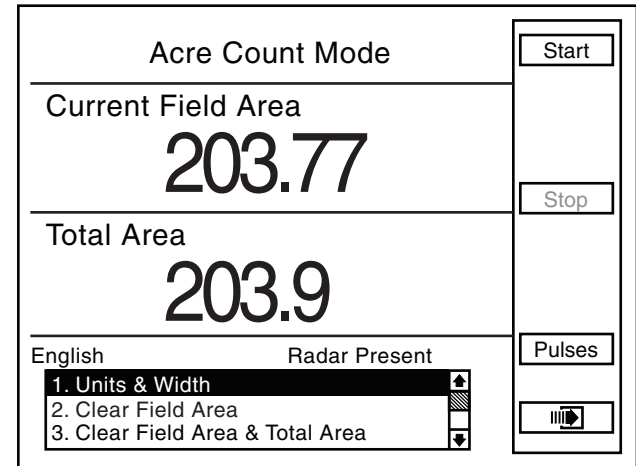 Acre Count Mode
Start
Current Field Area
203.77
Stop
Total Area
203.9
English
Radar Present
Pulses
1. Units & Width
2. Clear Field Area
3. Clear Field Area & Total Area